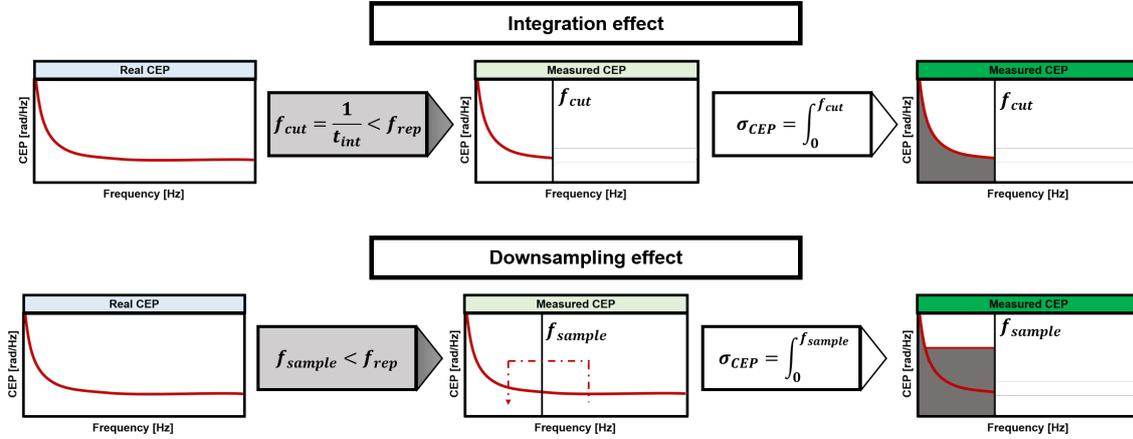 Integration effect
Real CEP
CEP [rad/Hz]
Frequency [Hz]
f_cut = 1/t_int < f_rep
Measured CEP
CEP [rad/Hz]
f_cut
Frequency [Hz]
σ_CEP = ∫_0^f_cut
Measured CEP
CEP [rad/Hz]
f_cut
Frequency [Hz]
Downsampling effect
Real CEP
CEP [rad/Hz]
Frequency [Hz]
f_sample < f_rep
Measured CEP
CEP [rad/Hz]
f_sample
Frequency [Hz]
σ_CEP = ∫_0^f_sample
Measured CEP
CEP [rad/Hz]
f_sample
Frequency [Hz]